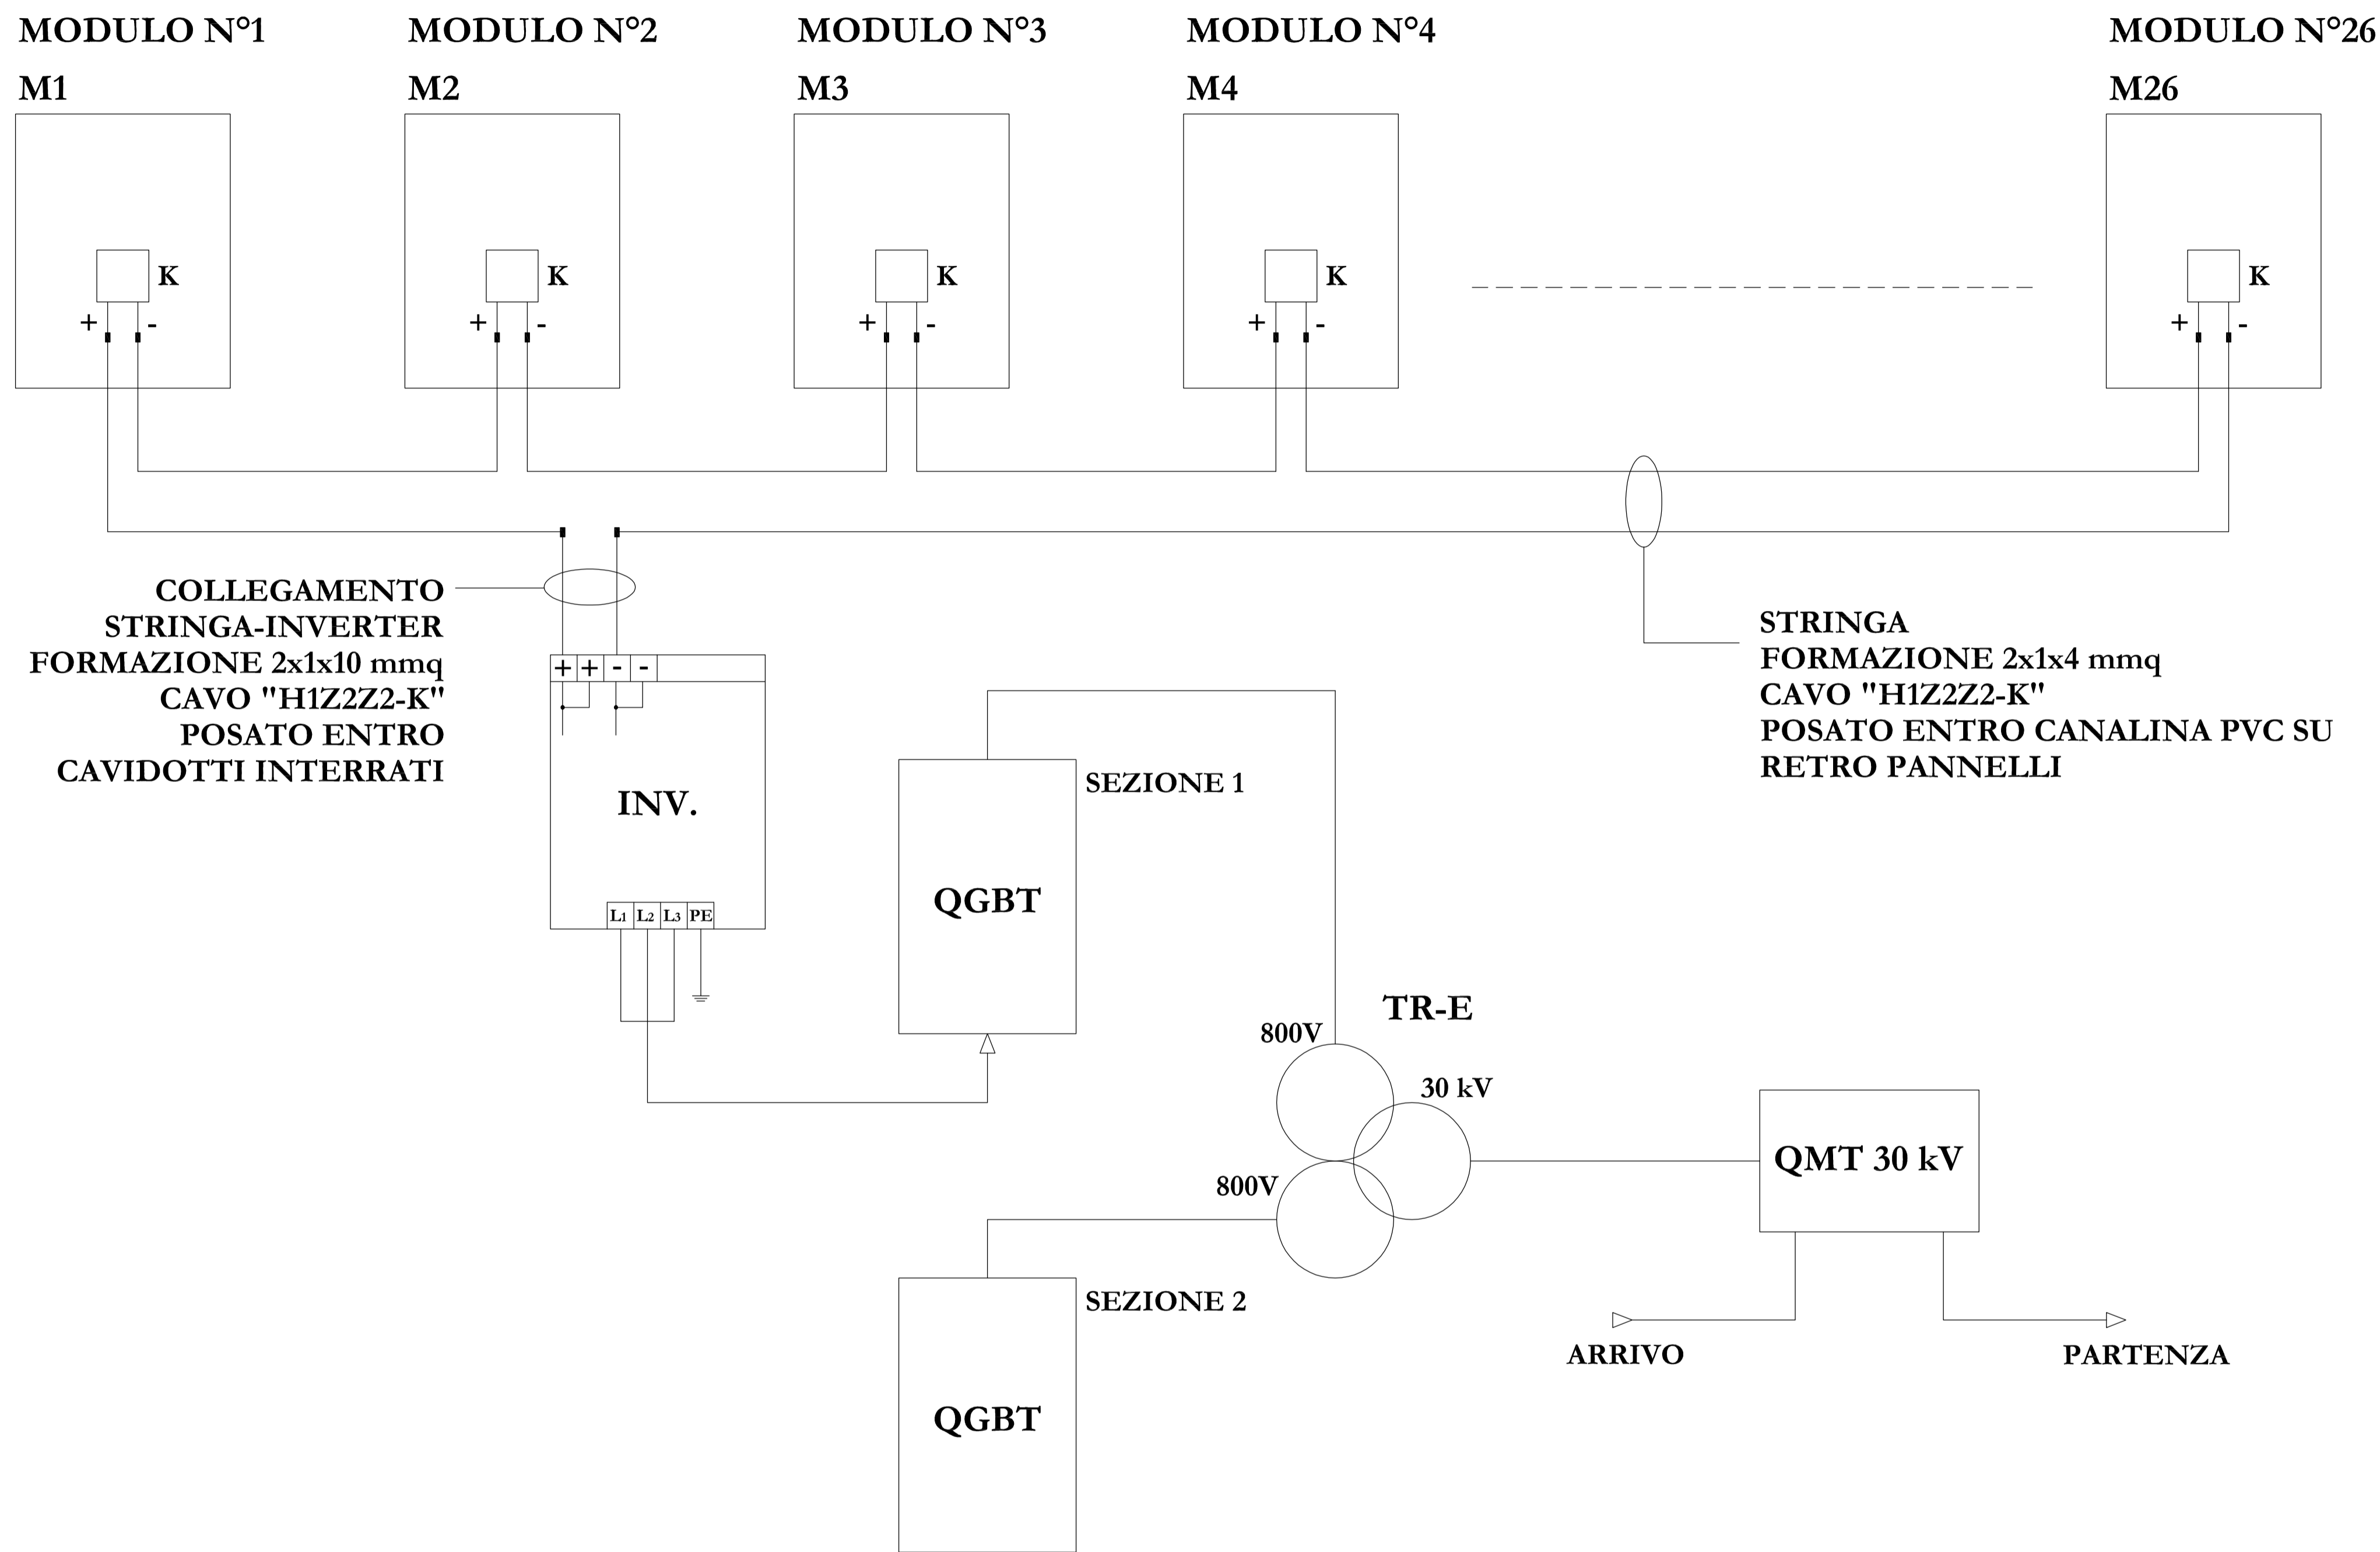 MODULO N°1
MODULO N°2
MODULO N°3
MODULO N°4
MODULO N°26
M1
M2
M3
M4
M26
K
K
K
K
K
+ -
+ -
+ -
+ -
+ -
COLLEGAMENTO
STRINGA-INVERTER
FORMAZIONE 2x1x10 mmq
CAVO "H1Z2Z2-K"
POSATO ENTRO
CAVIDOTTI INTERRATI
STRINGA
FORMAZIONE 2x1x4 mmq
CAVO "H1Z2Z2-K"
POSATO ENTRO CANALINA PVC SU
RETRO PANNELLI
+ + - -
INV.
L1 L2 L3 PE
SEZIONE 1
QGBT
TR-E
800V
30 kV
800V
QMT 30 kV
SEZIONE 2
QGBT
ARRIVO
PARTENZA